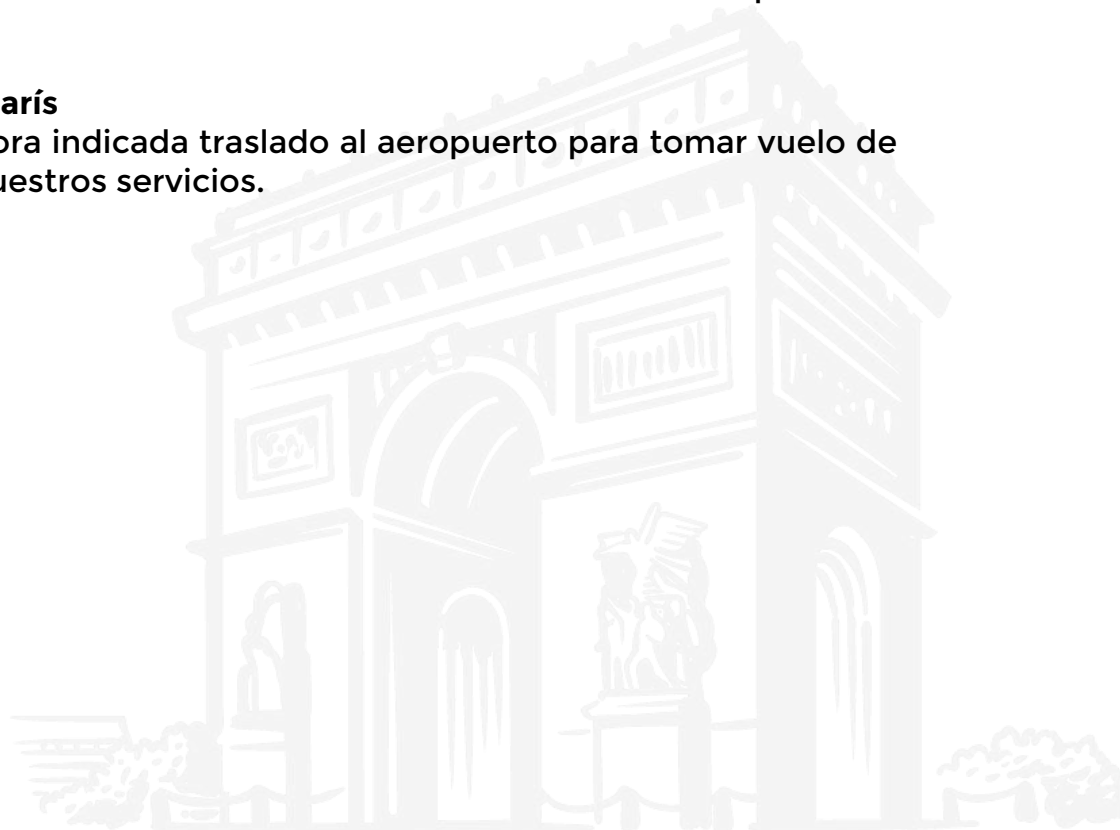 arís
ora indicada traslado al aeropuerto para tomar vuelo de
uestros servicios.